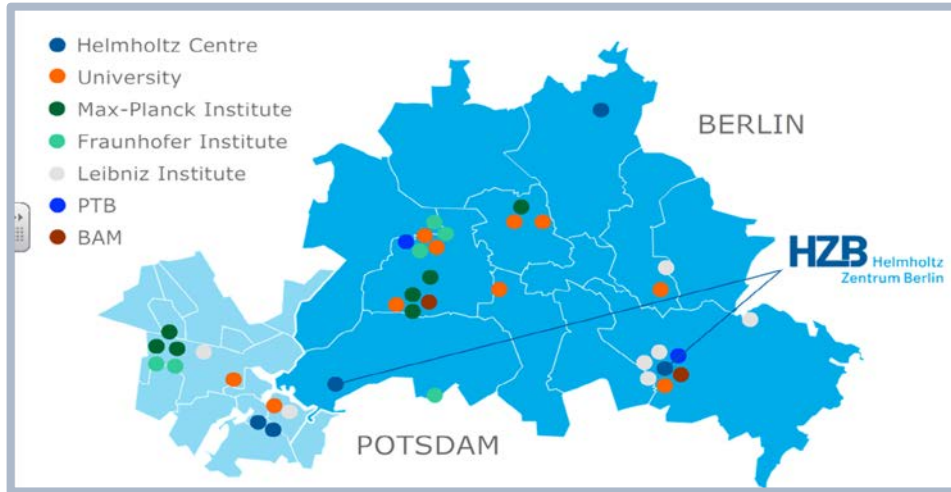 Helmholtz Centre
University
Max-Planck Institute
Fraunhofer Institute
Leibniz Institute
PTB
BAM
BERLIN
HZB Helmholtz
Zentrum Berlin
POTSDAM